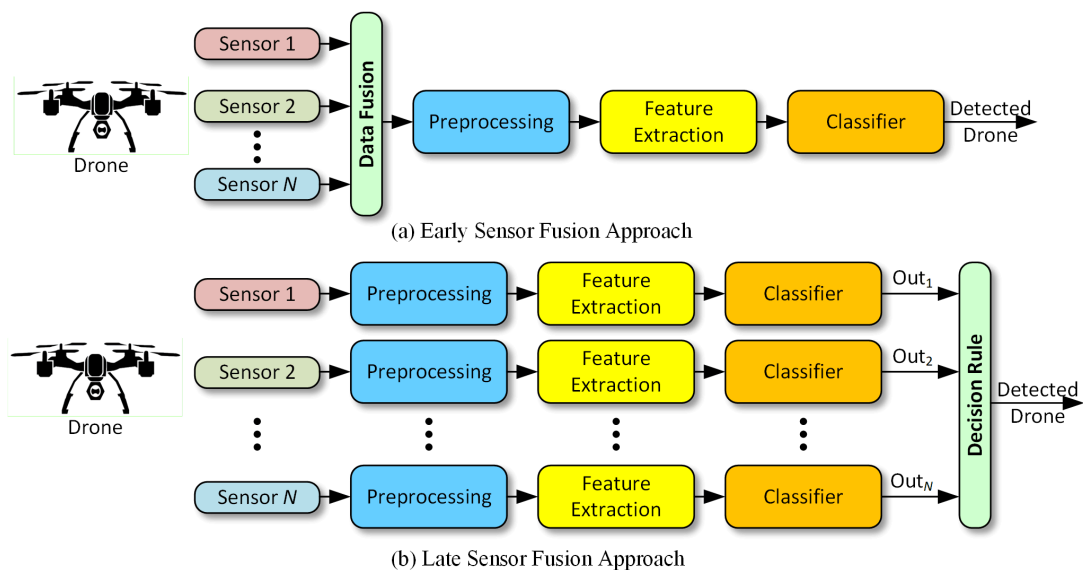 Sensor 1
Sensor 2
Sensor N
Drone
Data Fusion
Preprocessing
Feature
Extraction
Classifier
Detected
Drone
(a) Early Sensor Fusion Approach
Sensor 1
Preprocessing
Feature
Extraction
Classifier
Out1
Sensor 2
Preprocessing
Feature
Extraction
Classifier
Out2
Drone
Sensor N
Preprocessing
Feature
Extraction
Classifier
OutN
Decision Rule
Detected
Drone
(b) Late Sensor Fusion Approach